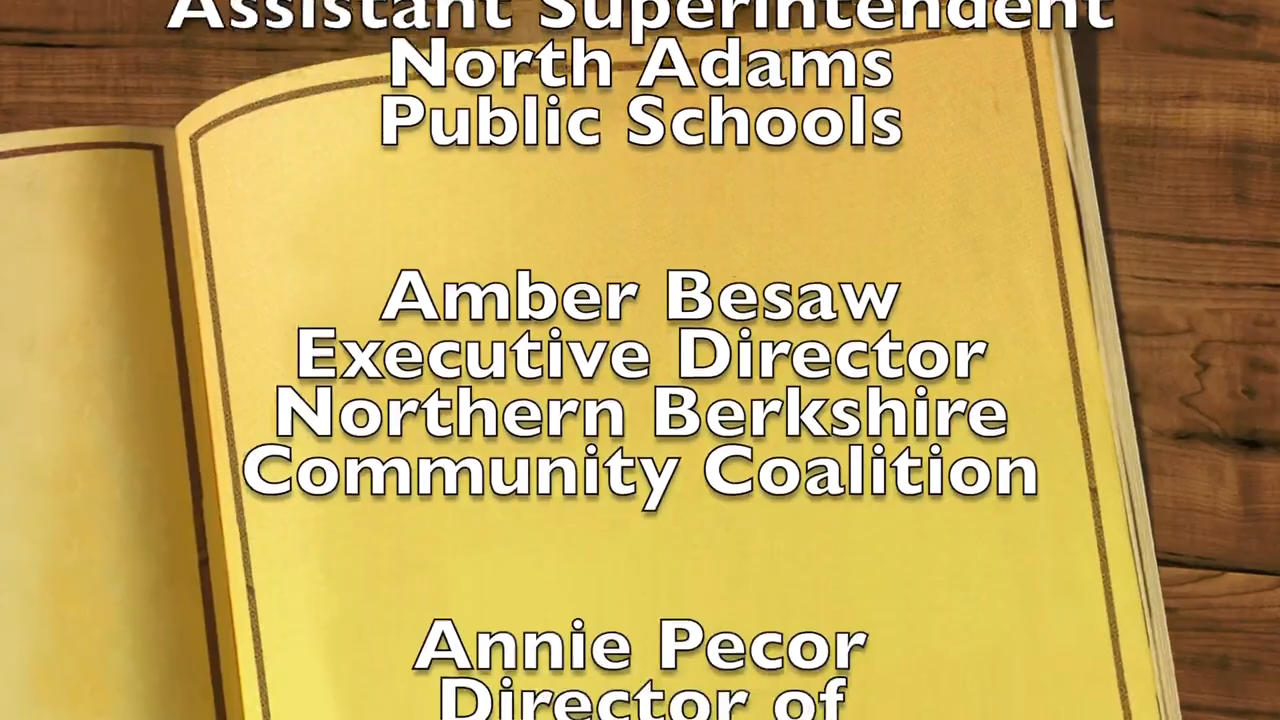 Assistant Superintendent
North Adams
Public Schools
Amber Besaw
Executive Director
Northern Berkshire
Community Coalition
Annie Pecor
Director of